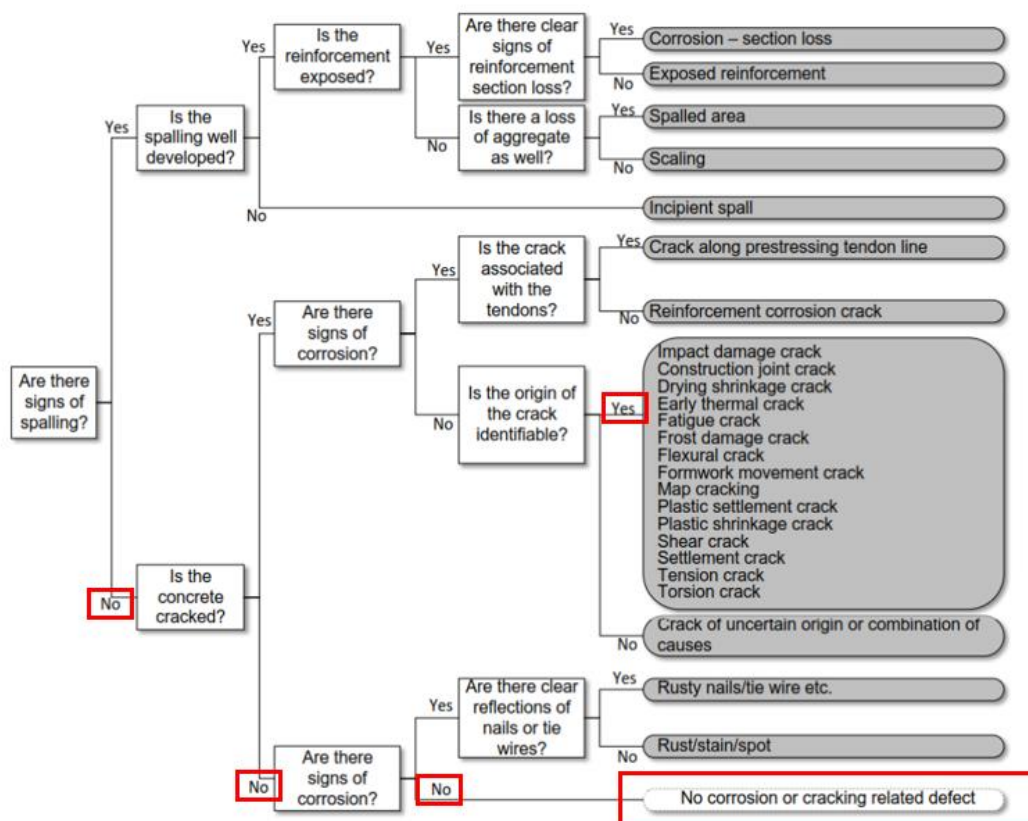 Are there
signs of
spalling?
Yes
Is the
spalling well
developed?
Yes
Is the
reinforcement
exposed?
Yes
Are there clear
signs of
reinforcement
section loss?
Yes
Corrosion – section loss
No
Exposed reinforcement
No
Is there a loss
of aggregate
as well?
Yes
Spalled area
No
Scaling
No
Incipient spall
No
Is the
concrete
cracked?
Yes
Are there
signs of
corrosion?
Yes
Is the crack
associated
with the
tendons?
Yes
Crack along prestressing tendon line
No
Reinforcement corrosion crack
No
Is the origin of
the crack
identifiable?
Yes
Impact damage crack
Construction joint crack
Drying shrinkage crack
Early thermal crack
Fatigue crack
Frost damage crack
Flexural crack
Formwork movement crack
Map cracking
Plastic settlement crack
Plastic shrinkage crack
Shear crack
Settlement crack
Tension crack
Torsion crack
No
Crack of uncertain origin or combination of
causes
No
Are there
signs of
corrosion?
Yes
Are there clear
reflections of
nails or tie
wires?
Yes
Rusty nails/tie wire etc.
No
Rust/stain/spot
No
No corrosion or cracking related defect